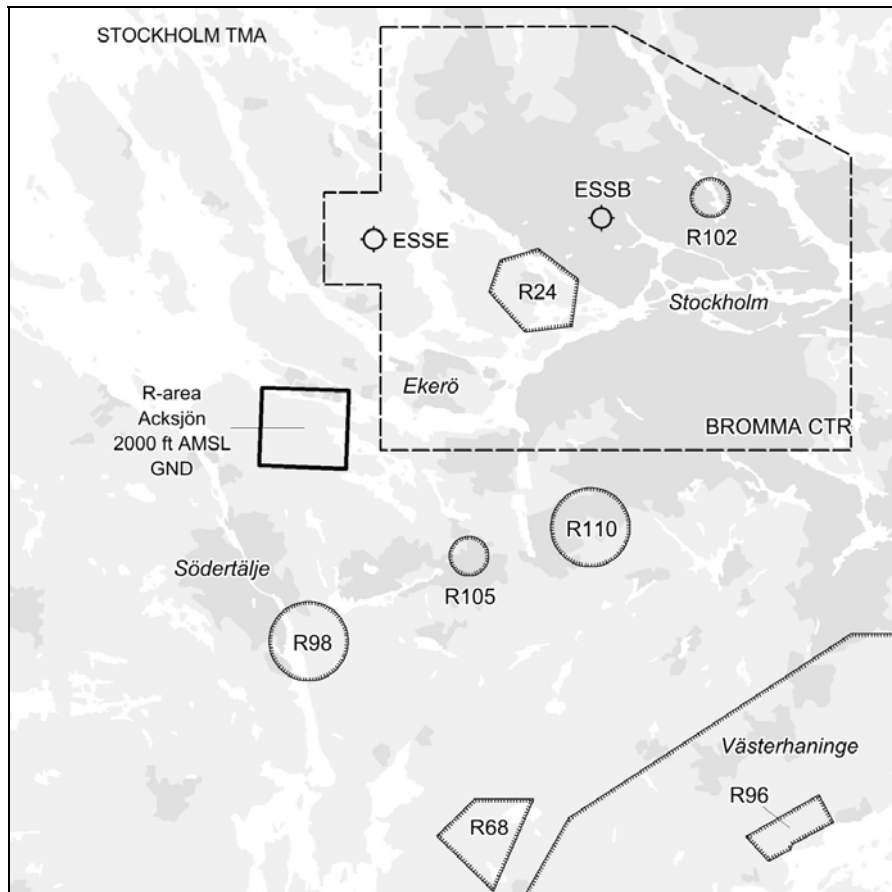 STOCKHOLM TMA
ESSB
R102
ESSE
R24
Stockholm
Ekerö
R-area
Acksjön
2000 ft AMSL
GND
BROMMA CTR
R110
Södertälje
R105
R98
Västerhaninge
R96
R68